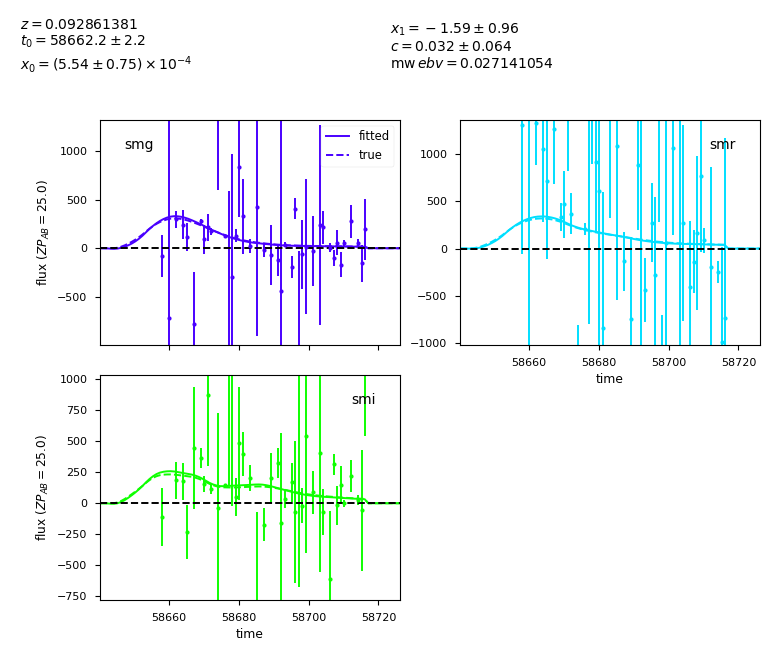 z = 0.092861381
t₀ = 58662.2 ± 2.2
x₀ = (5.54 ± 0.75) × 10⁻⁴
x₁ = −1.59 ± 0.96
c = 0.032 ± 0.064
mw ebv = 0.027141054
smg
fitted
true
1000
500
0
−500
flux (ZP_AB = 25.0)
smr
1000
500
0
−500
−1000
58660 58680 58700 58720
time
smi
1000
750
500
250
0
−250
−500
−750
flux (ZP_AB = 25.0)
58660 58680 58700 58720
time